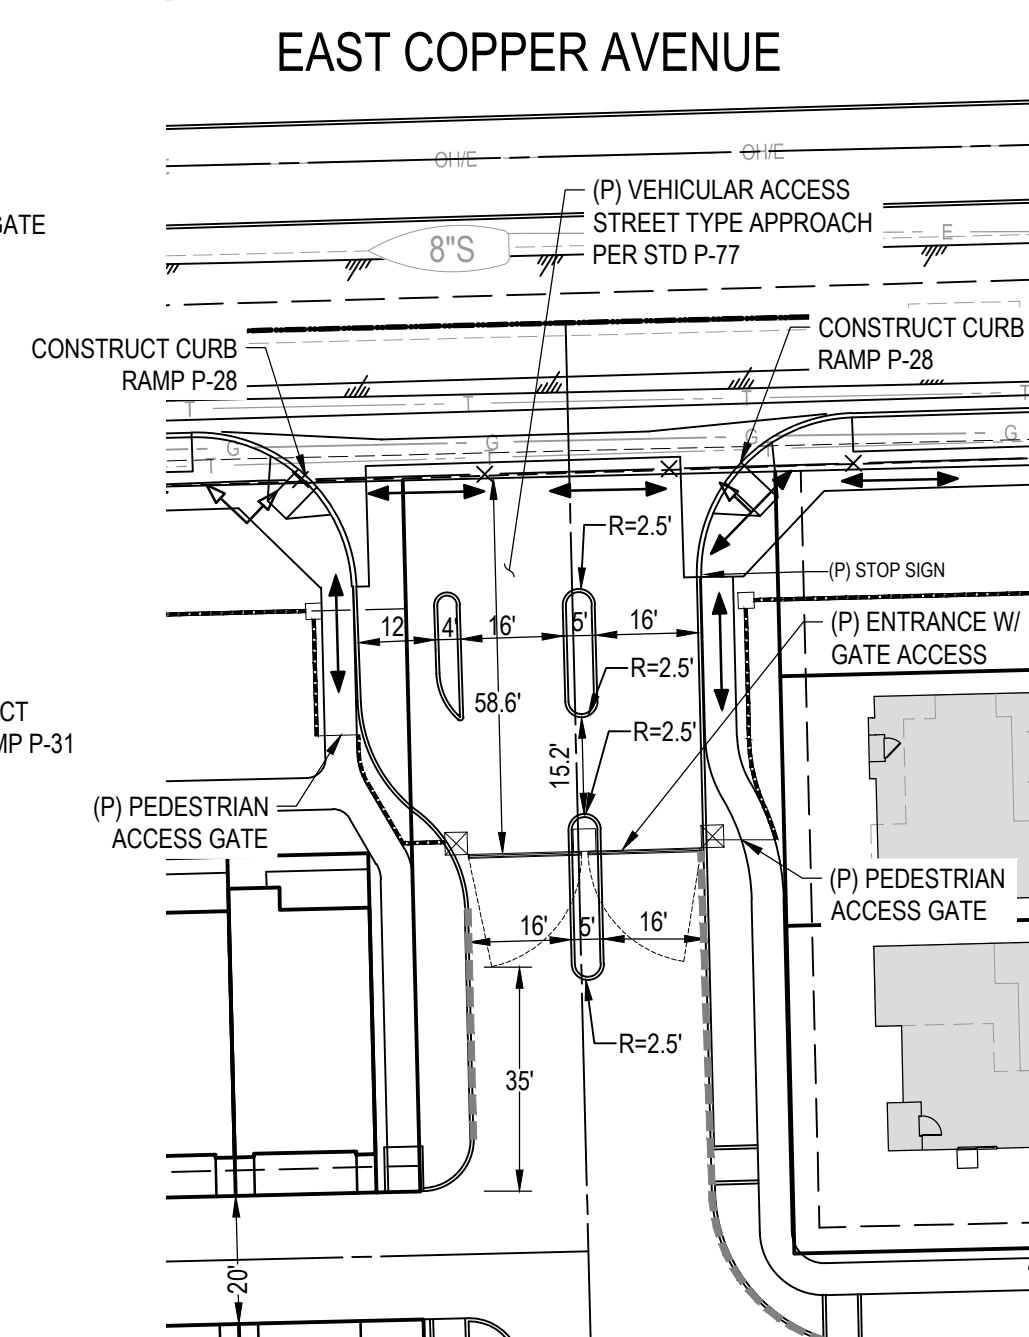 EAST COPPER AVENUE
OH/E
OH/E
(P) VEHICULAR ACCESS
STREET TYPE APPROACH
PER STD P-77
GATE
8"S
E
CONSTRUCT CURB
RAMP P-28
CONSTRUCT CURB
RAMP P-28
T
T
T
T
G
G
G
G
T
R=2.5'
(P) STOP SIGN
12
4'
16'
5'
16'
(P) ENTRANCE W/
GATE ACCESS
R=2.5'
58.6'
CT
MP P-31
R=2.5'
15.2'
(P) PEDESTRIAN
ACCESS GATE
(P) PEDESTRIAN
ACCESS GATE
16'
5'
16'
R=2.5'
35'
20'